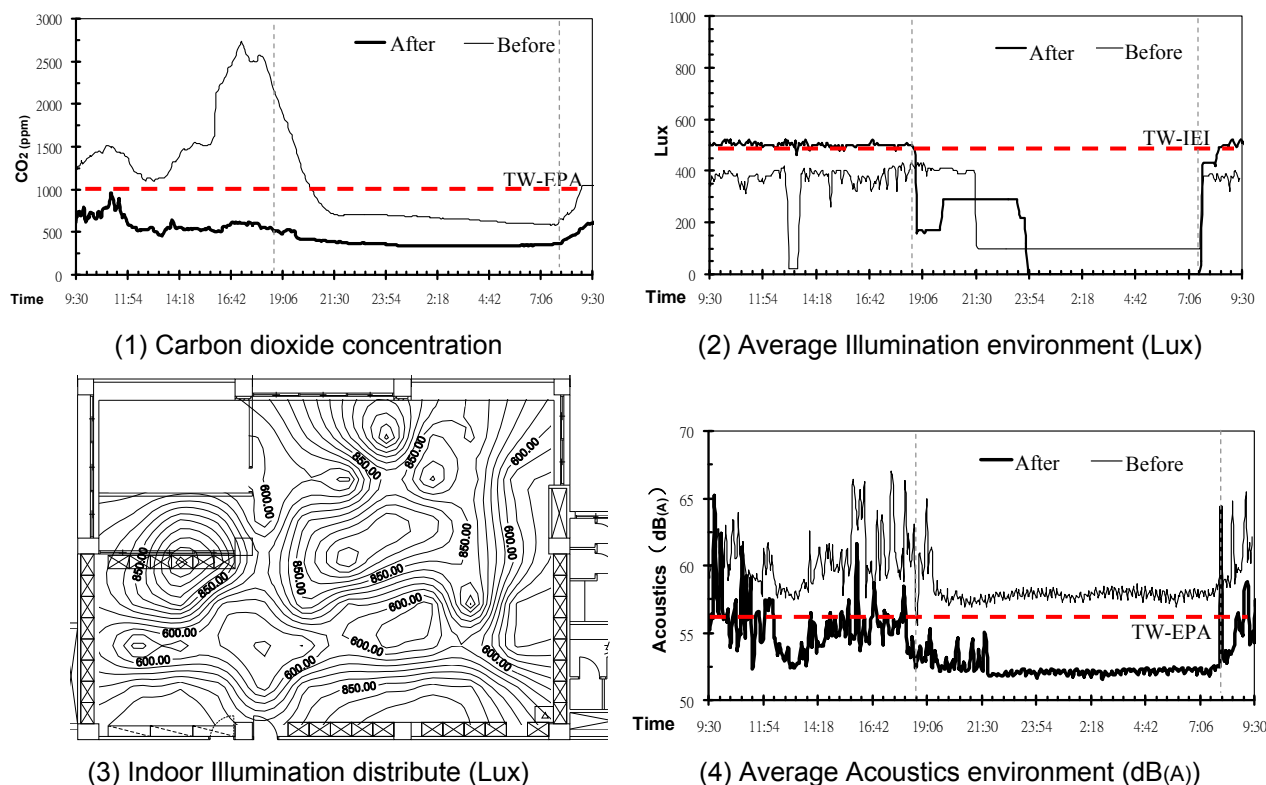 3000
2500
2000
1500
1000
500
0
CO2 (ppm)
After
Before
TW-EPA
Time
9:30 11:54 14:18 16:42 19:06 21:30 23:54 2:18 4:42 7:06 9:30
(1) Carbon dioxide concentration
1000
800
600
400
200
0
Lux
After
Before
TW-IEI
Time
9:30 11:54 14:18 16:42 19:06 21:30 23:54 2:18 4:42 7:06 9:30
(2) Average Illumination environment (Lux)
850.00
850.00
600.00
600.00
850.00
850.00
850.00
850.00
600.00
600.00
600.00
600.00
600.00
850.00
600.00
(3) Indoor Illumination distribute (Lux)
70
65
60
55
50
Acoustics ( dB(A) )
After
Before
TW-EPA
Time
9:30 11:54 14:18 16:42 19:06 21:30 23:54 2:18 4:42 7:06 9:30
(4) Average Acoustics environment (dB(A))